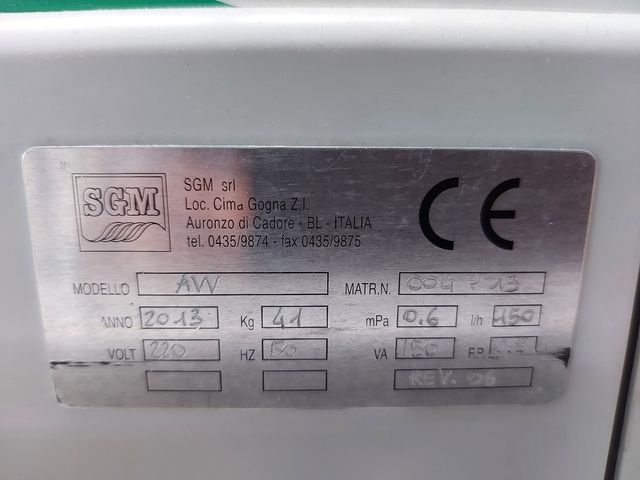 SGM
SGM srl
Loc. Cima Gogna Z.I.
Auronzo di Cadore - BL - ITALIA
tel. 0435/9874 - fax 0435/9875
CE
MODELLO AW MATR.N. 13
ANNO 2013 Kg 41 mPa 0.6 l/h 150
VOLT 220 HZ 50 VA 150
REV. 06